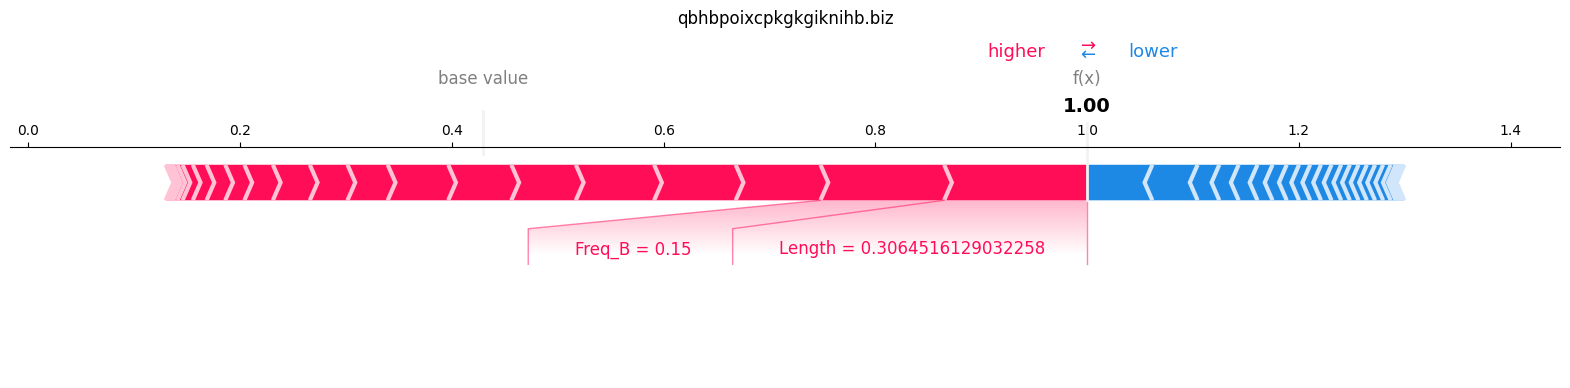 qbhbpoixcpkgkgiknihb.biz
higher ⇄ lower
base value f(x)
1.00
0.0 0.2 0.4 0.6 0.8 1.0 1.2 1.4
Freq_B = 0.15 Length = 0.3064516129032258